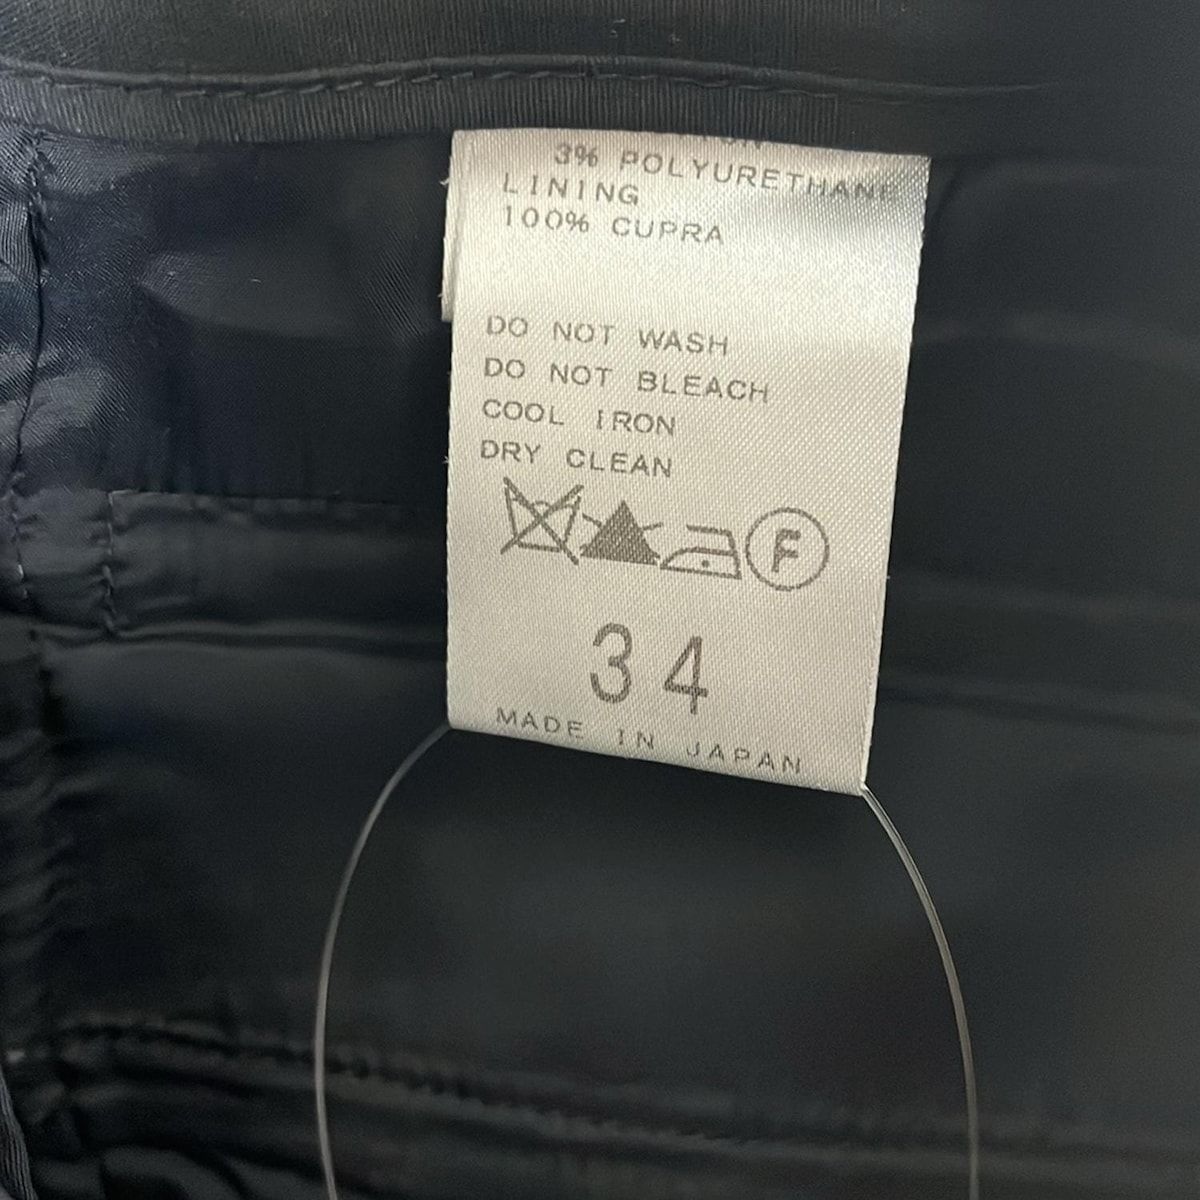 3% POLYURETHANE
LINING
100% CUPRA
DO NOT WASH
DO NOT BLEACH
COOL IRON
DRY CLEAN
F
34
MADE IN JAPAN